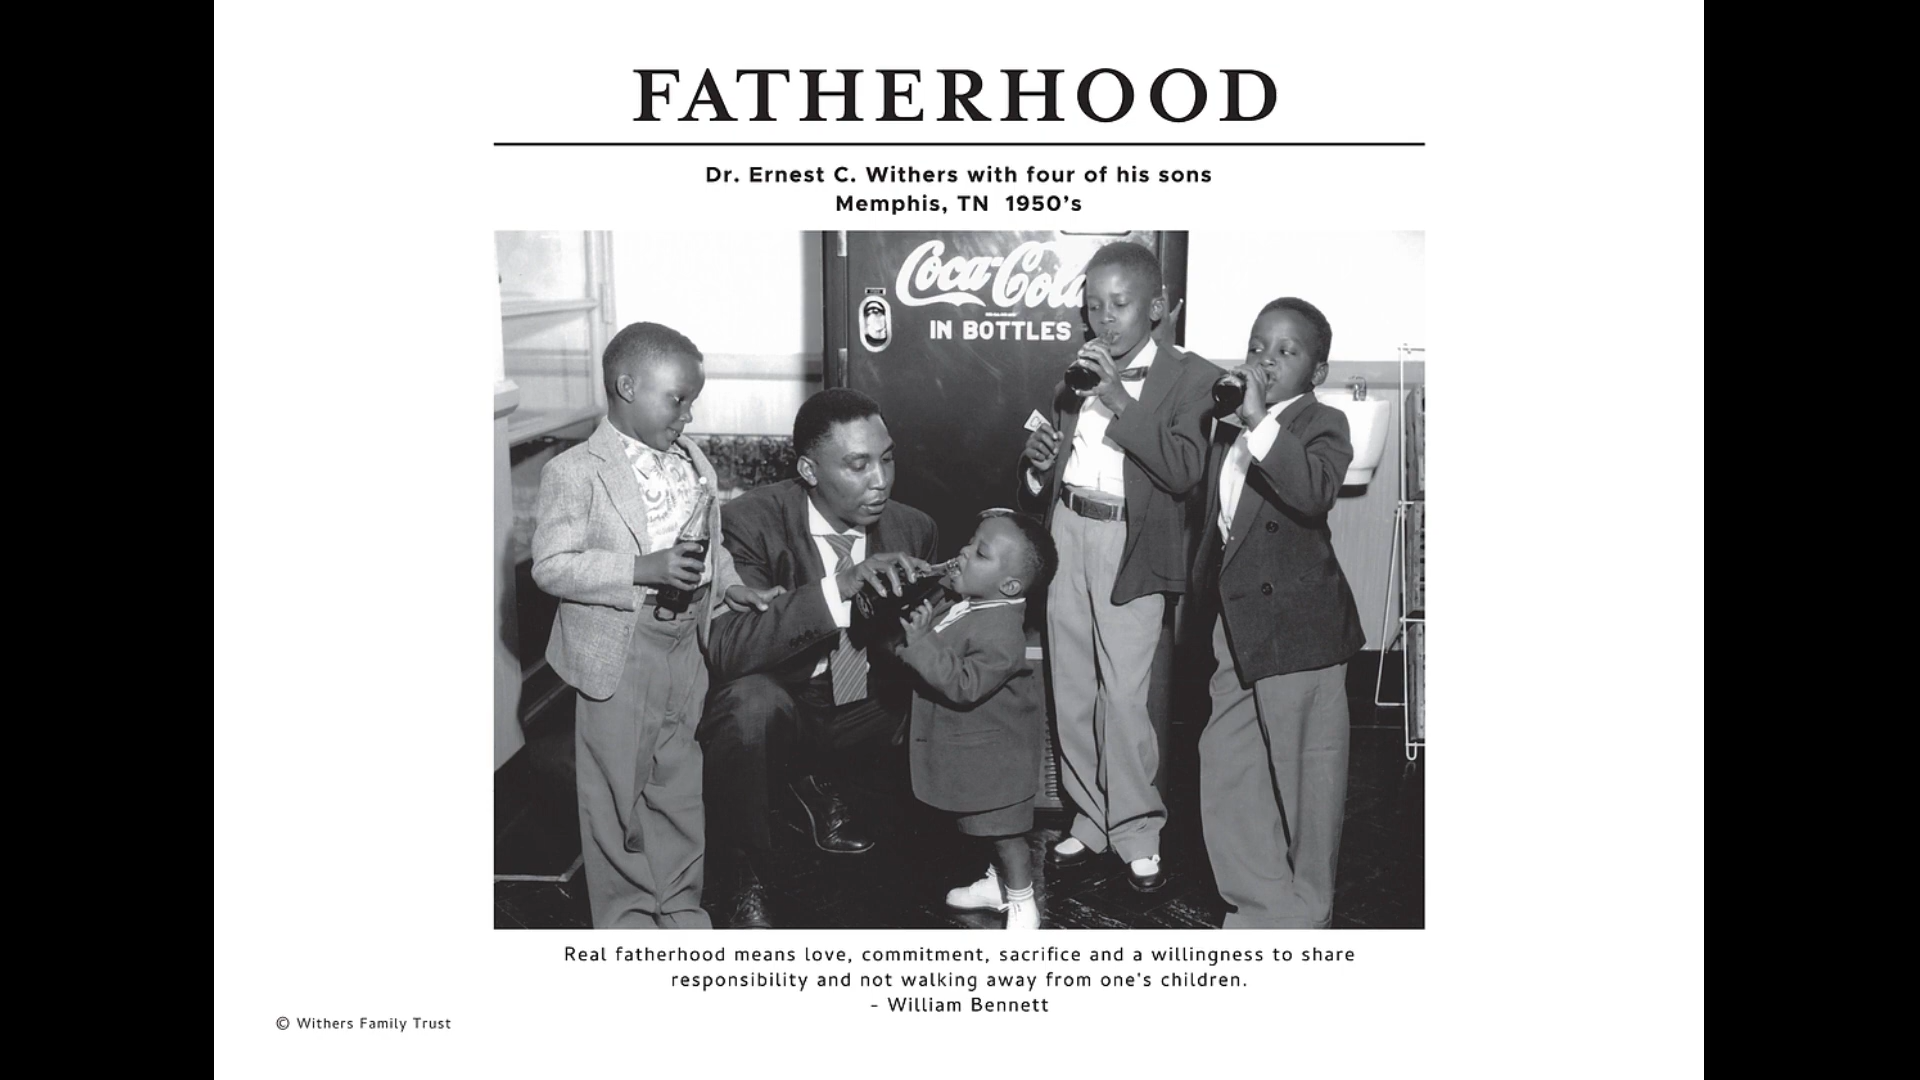 FATHERHOOD
Dr. Ernest C. Withers with four of his sons
Memphis, TN 1950's
Coca-Cola
IN BOTTLES
Real fatherhood means love, commitment, sacrifice and a willingness to share
responsibility and not walking away from one's children.
- William Bennett
© Withers Family Trust